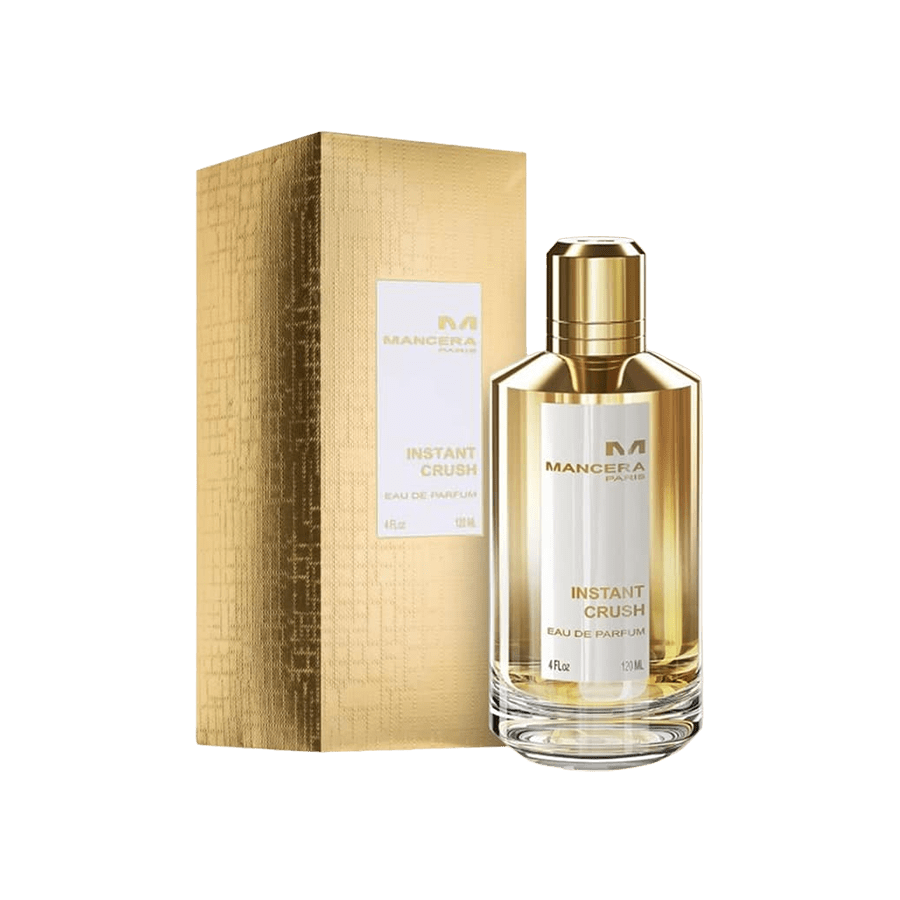 M
MANCERA
PARIS
INSTANT
CRUSH
EAU DE PARFUM
4 FLoz 120 ML
M
MANCERA
PARIS
INSTANT
CRUSH
EAU DE PARFUM
4 FLoz 120 ML